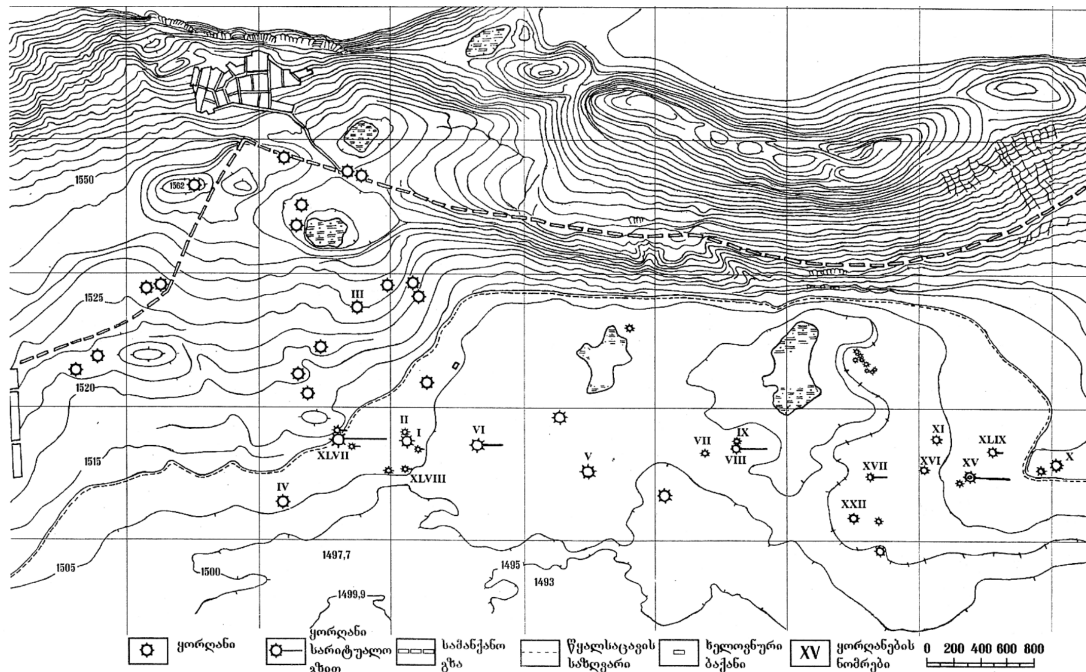 1550
1562
1525
III
1520
II
I
VI
XLVII
1515
XLVIII
IV
V
VII
IX
VIII
XI
XLIX
X
XVII
XVI
XV
XXII
1505
1500
1497,7
1499,9
1495
1493
ყორღანი
ყორღანი
სარიტუალო
გზით
სამანქანო
გზა
წყალსაცავის
საზღვარი
ხელოვნური
ბაქანი
XV
ყორღანების
ნომრები
0 200 400 600 800